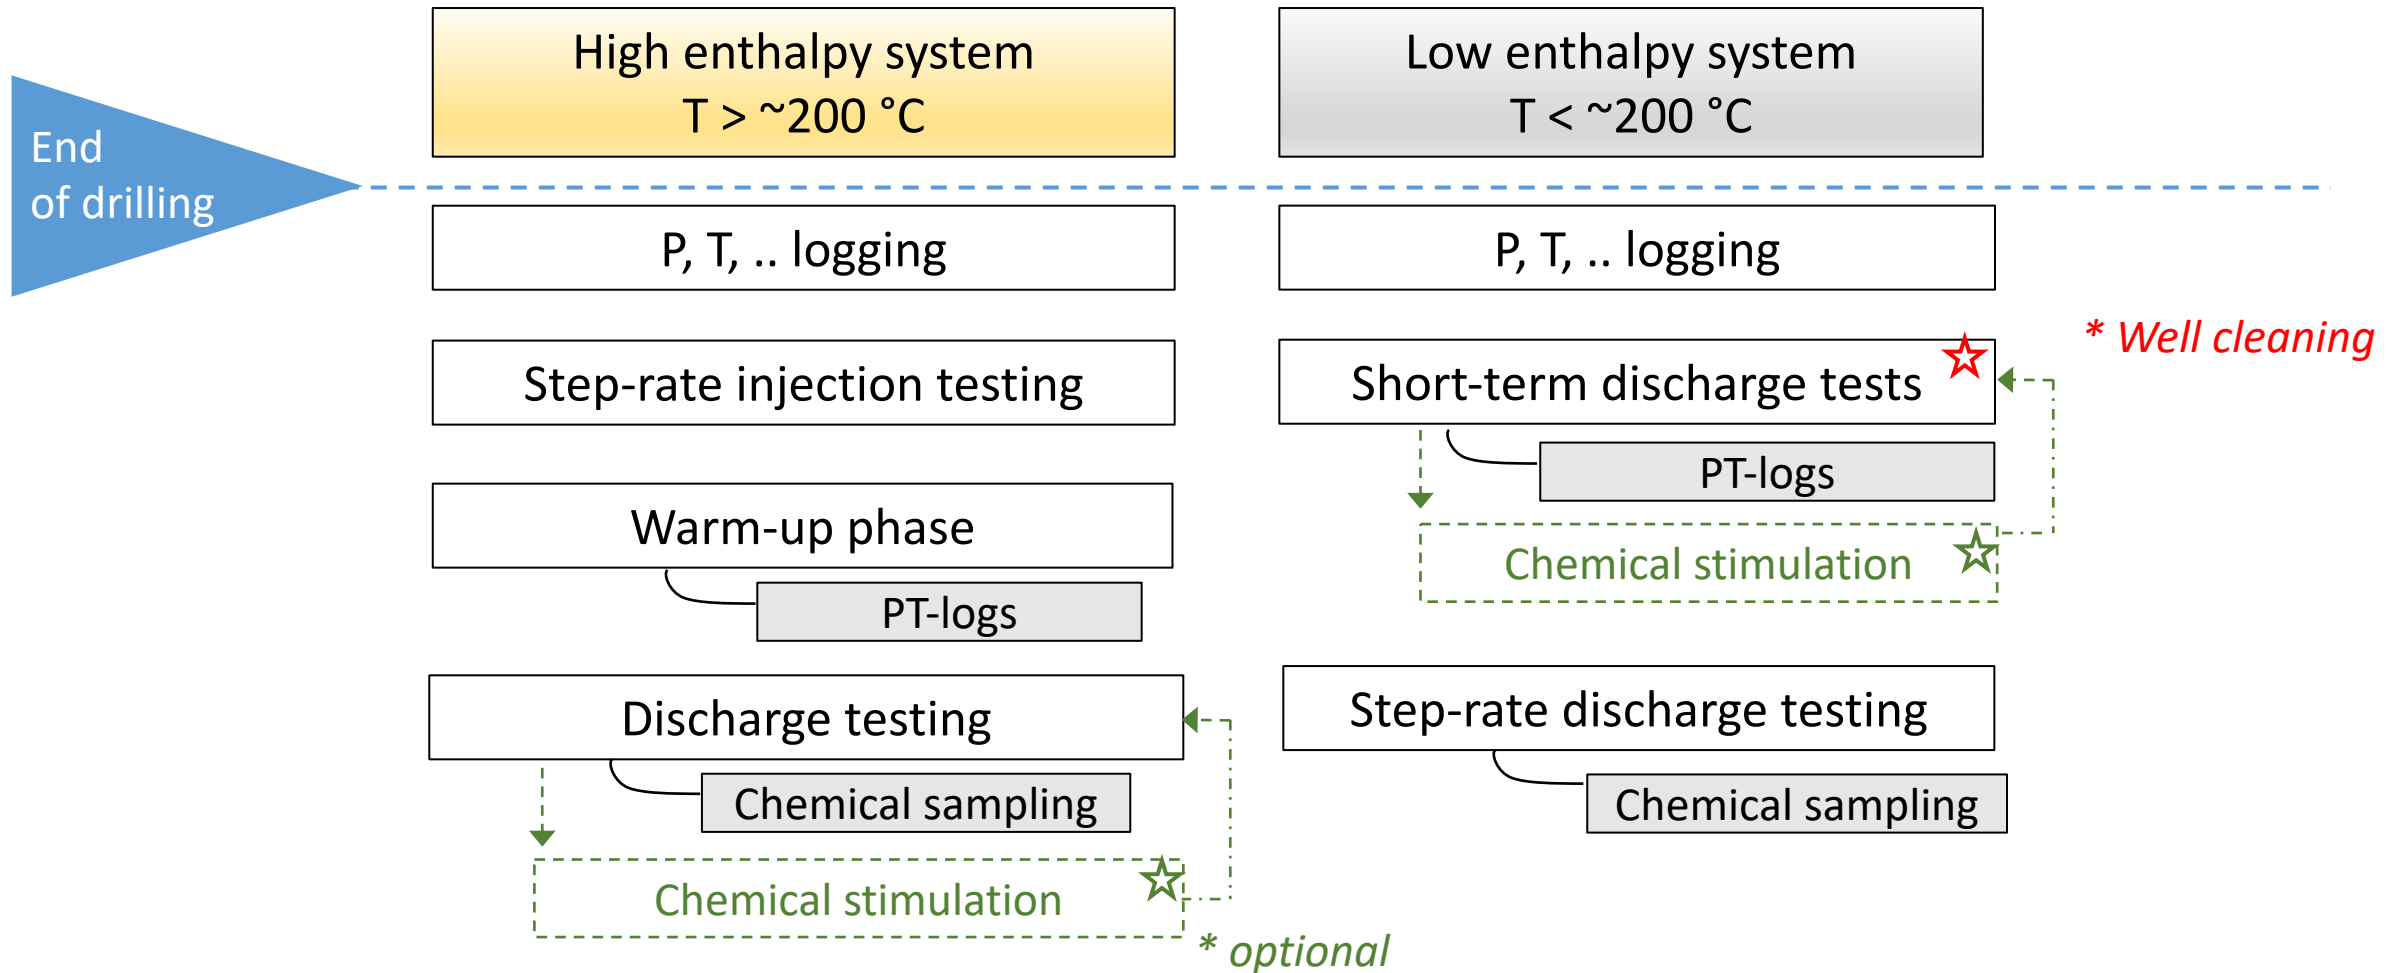 End
of drilling
High enthalpy system
T > ~200 °C
P, T, .. logging
Step-rate injection testing
Warm-up phase
PT-logs
Discharge testing
Chemical sampling
Chemical stimulation
* optional
Low enthalpy system
T < ~200 °C
P, T, .. logging
* Well cleaning
Short-term discharge tests
PT-logs
Chemical stimulation
Step-rate discharge testing
Chemical sampling